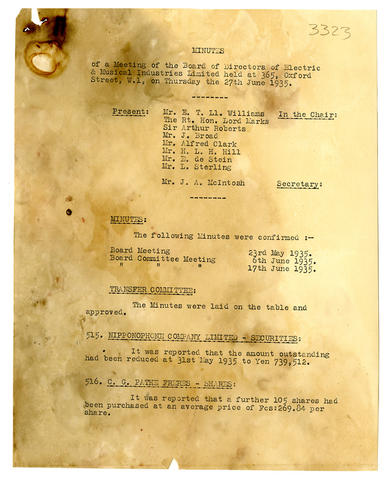 3323
MINUTES
of a Meeting of the Board of Directors of Electric
& Musical Industries Limited held at 365, Oxford
Street, W.1, on Thursday the 27th June 1935.
---------
Present: Mr. E. T. Ll. Williams In the Chair:
The Rt. Hon. Lord Marks
Sir Arthur Roberts
Mr. J. Broad
Mr. Alfred Clark
Mr. H. L. H. Hill
Mr. E. de Stein
Mr. L. Sterling
Mr. J. A. McIntosh Secretary:
---------
MINUTES:
The following Minutes were confirmed :--
Board Meeting 23rd May 1935.
Board Committee Meeting 6th June 1935.
" " " 17th June 1935.
TRANSFER COMMITTEE:
The Minutes were laid on the table and
approved.
515. NIPPONOPHONE COMPANY LIMITED - SECURITIES:
It was reported that the amount outstanding
had been reduced at 31st May 1935 to Yen 739,512.
516. C. G. PATHE FRERES - SHARES:
It was reported that a further 105 shares had
been purchased at an average price of Fcs:269.84 per
share.